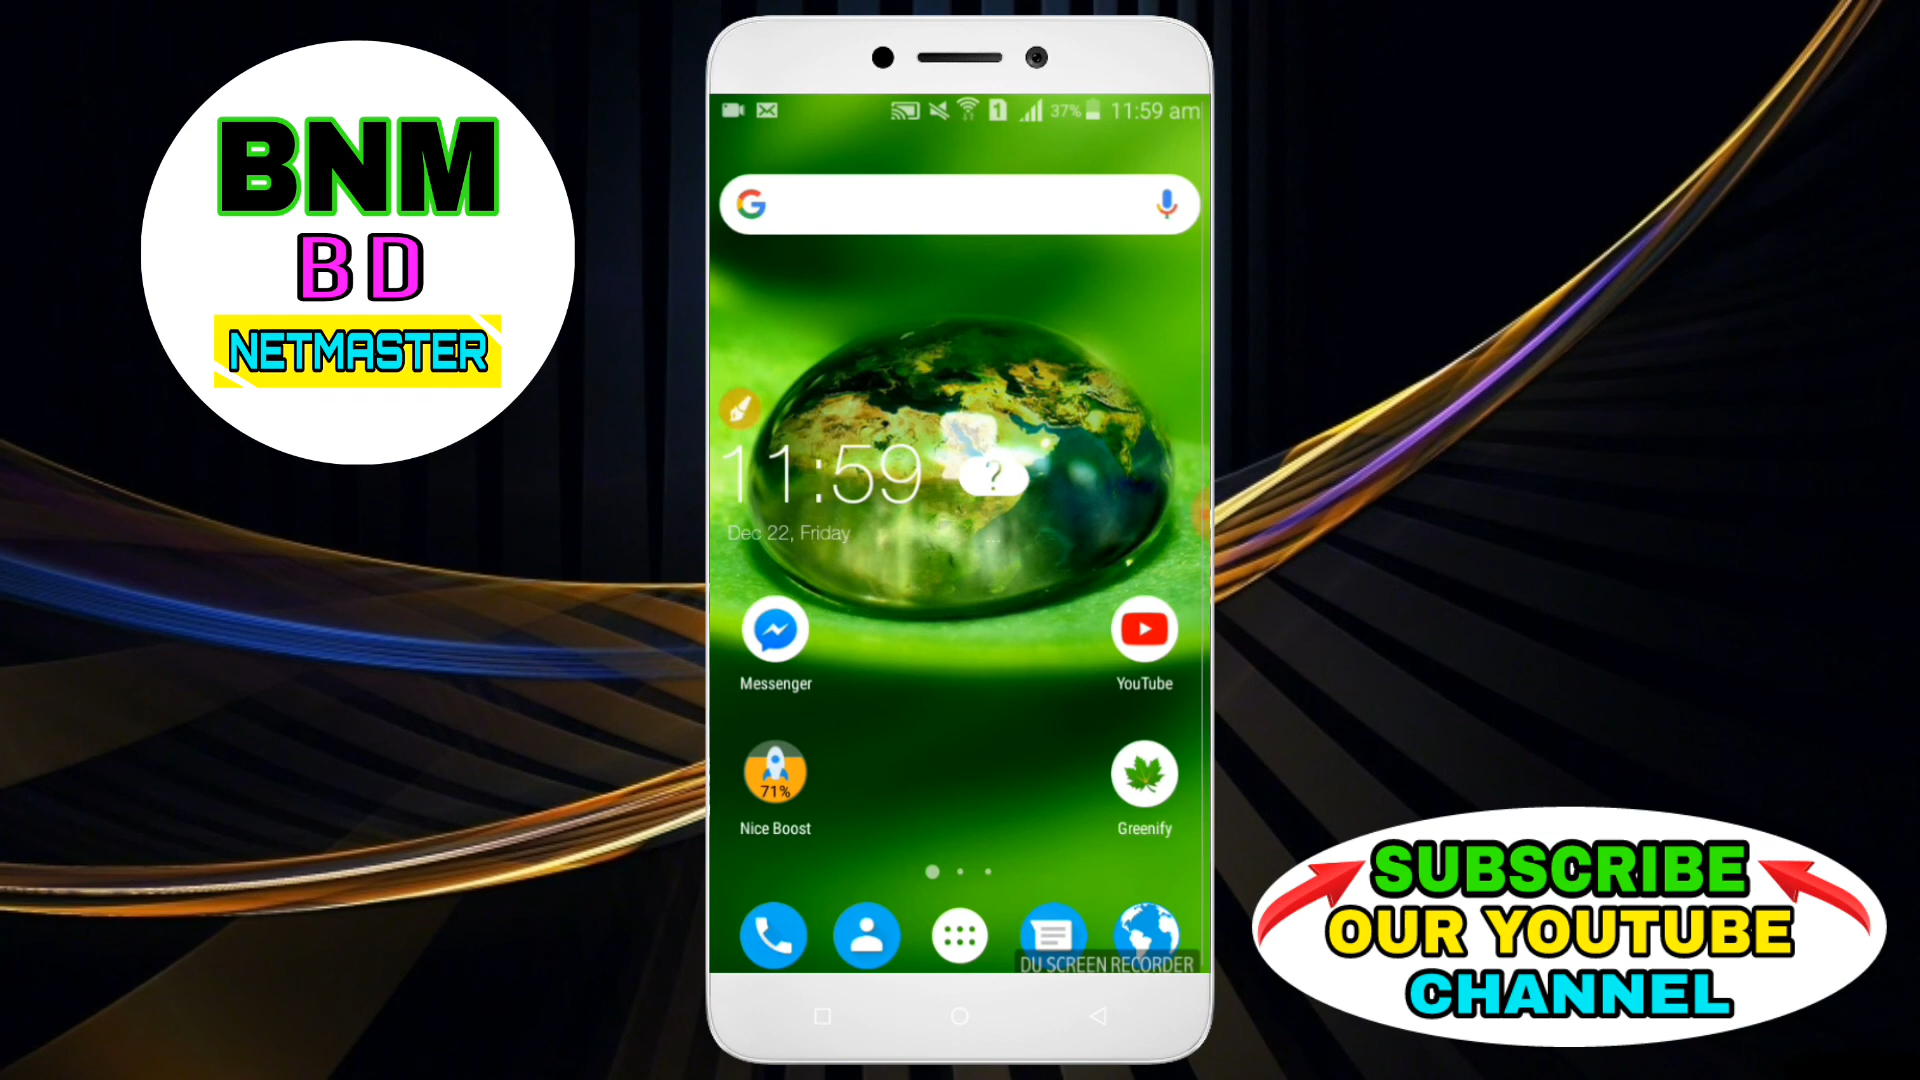 BNM
BD
NETMASTER
1
37%
11:59 am
11:59
?
Dec 22, Friday
...
Messenger
YouTube
71%
Nice Boost
Greenify
DU SCREEN RECORDER
SUBSCRIBE
OUR YOUTUBE
CHANNEL